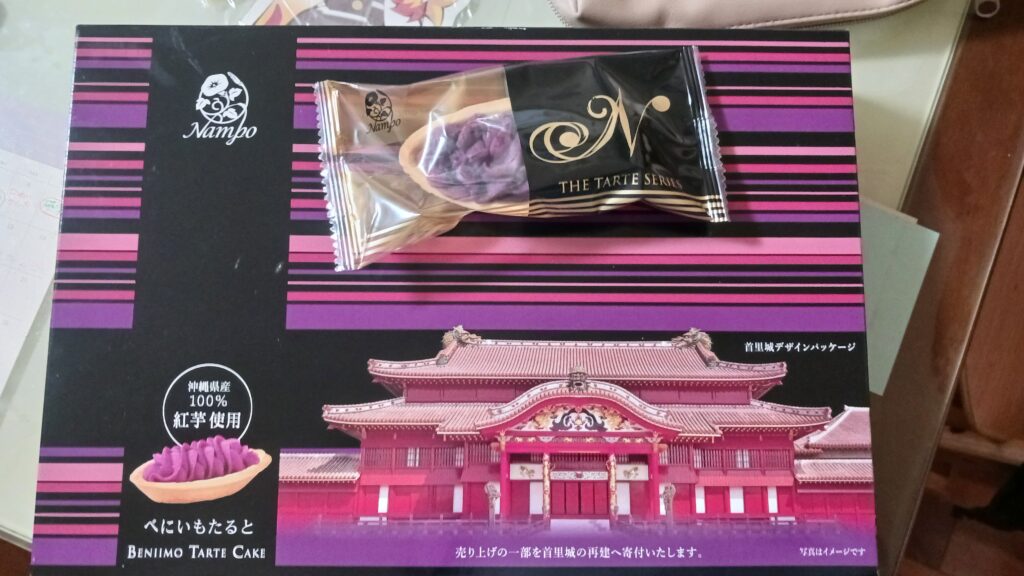 Nampo
Nampo
N
THE TARTE SERIES
首里城デザインパッケージ
沖縄県産
100%
紅芋使用
べにいもたると
BENIIMO TARTE CAKE
売り上げの一部を首里城の再建へ寄付いたします。
写真はイメージです